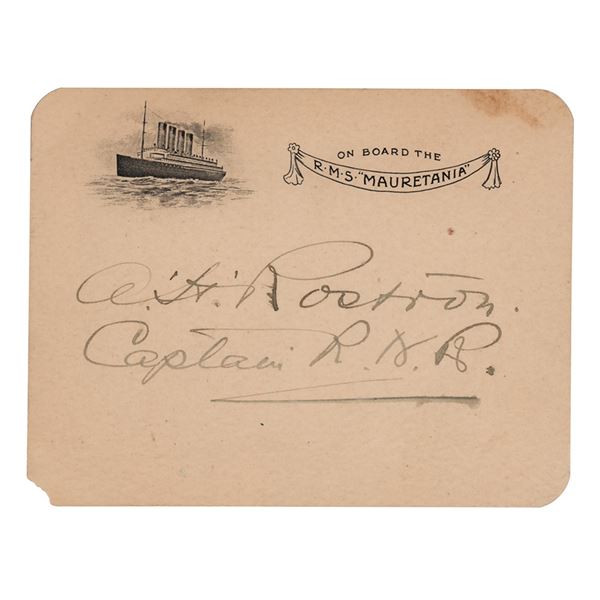 ON BOARD THE
R·M·S· "MAURETANIA"
A. H. Rostron.
Captain R.N.R.